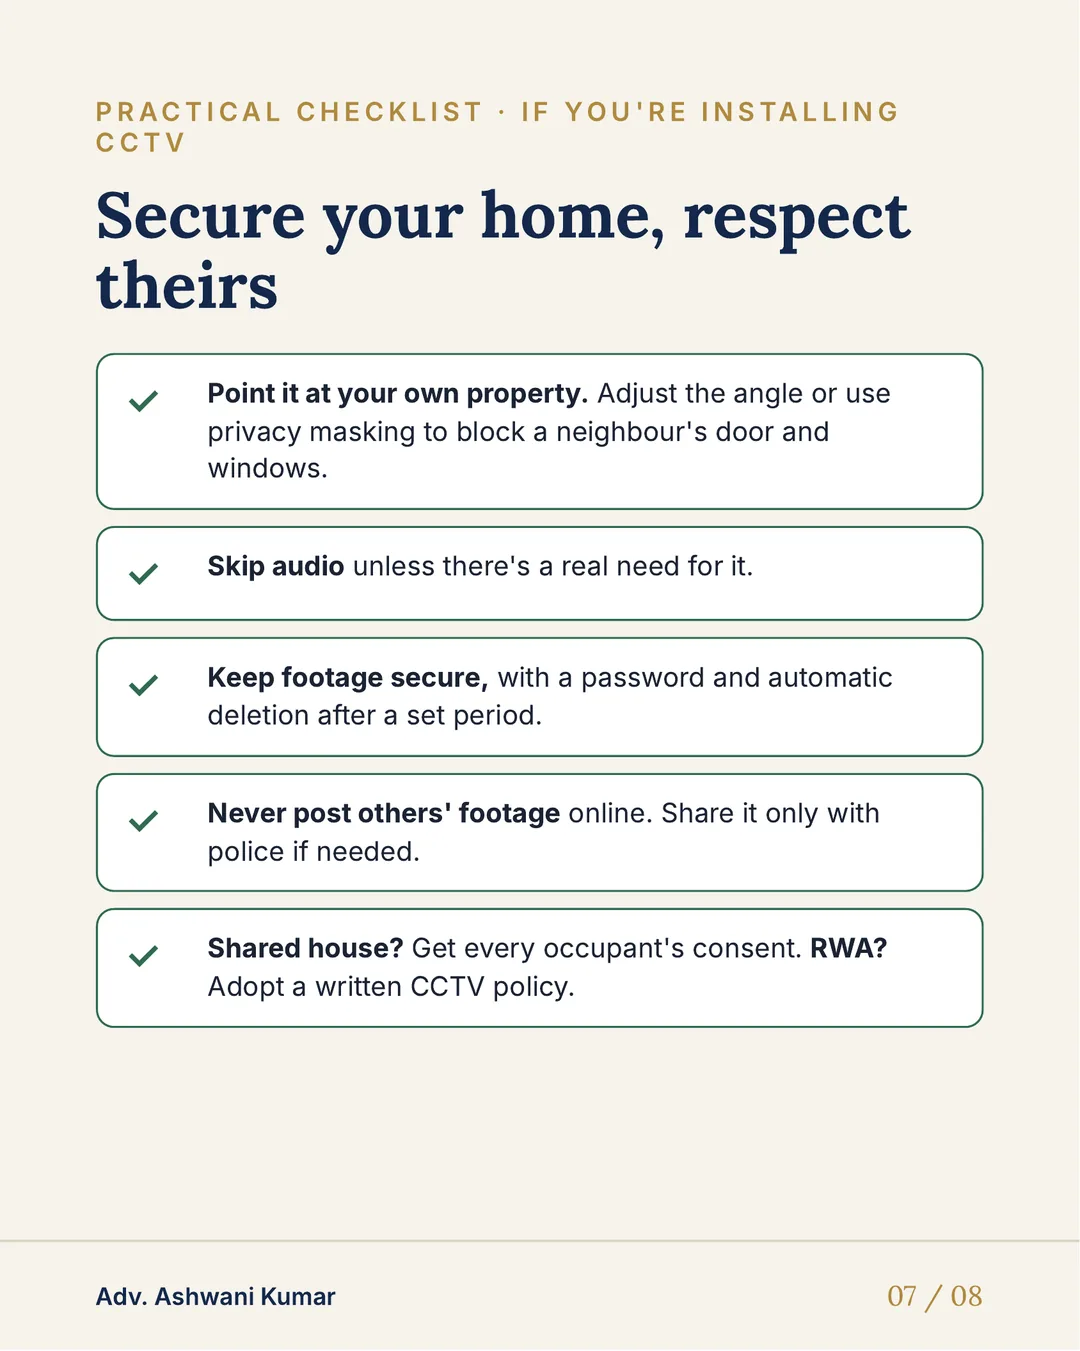 PRACTICAL CHECKLIST · IF YOU'RE INSTALLING
CCTV
Secure your home, respect
theirs
Point it at your own property. Adjust the angle or use
privacy masking to block a neighbour's door and
windows.
Skip audio unless there's a real need for it.
Keep footage secure, with a password and automatic
deletion after a set period.
Never post others' footage online. Share it only with
police if needed.
Shared house? Get every occupant's consent. RWA?
Adopt a written CCTV policy.
Adv. Ashwani Kumar
07 / 08